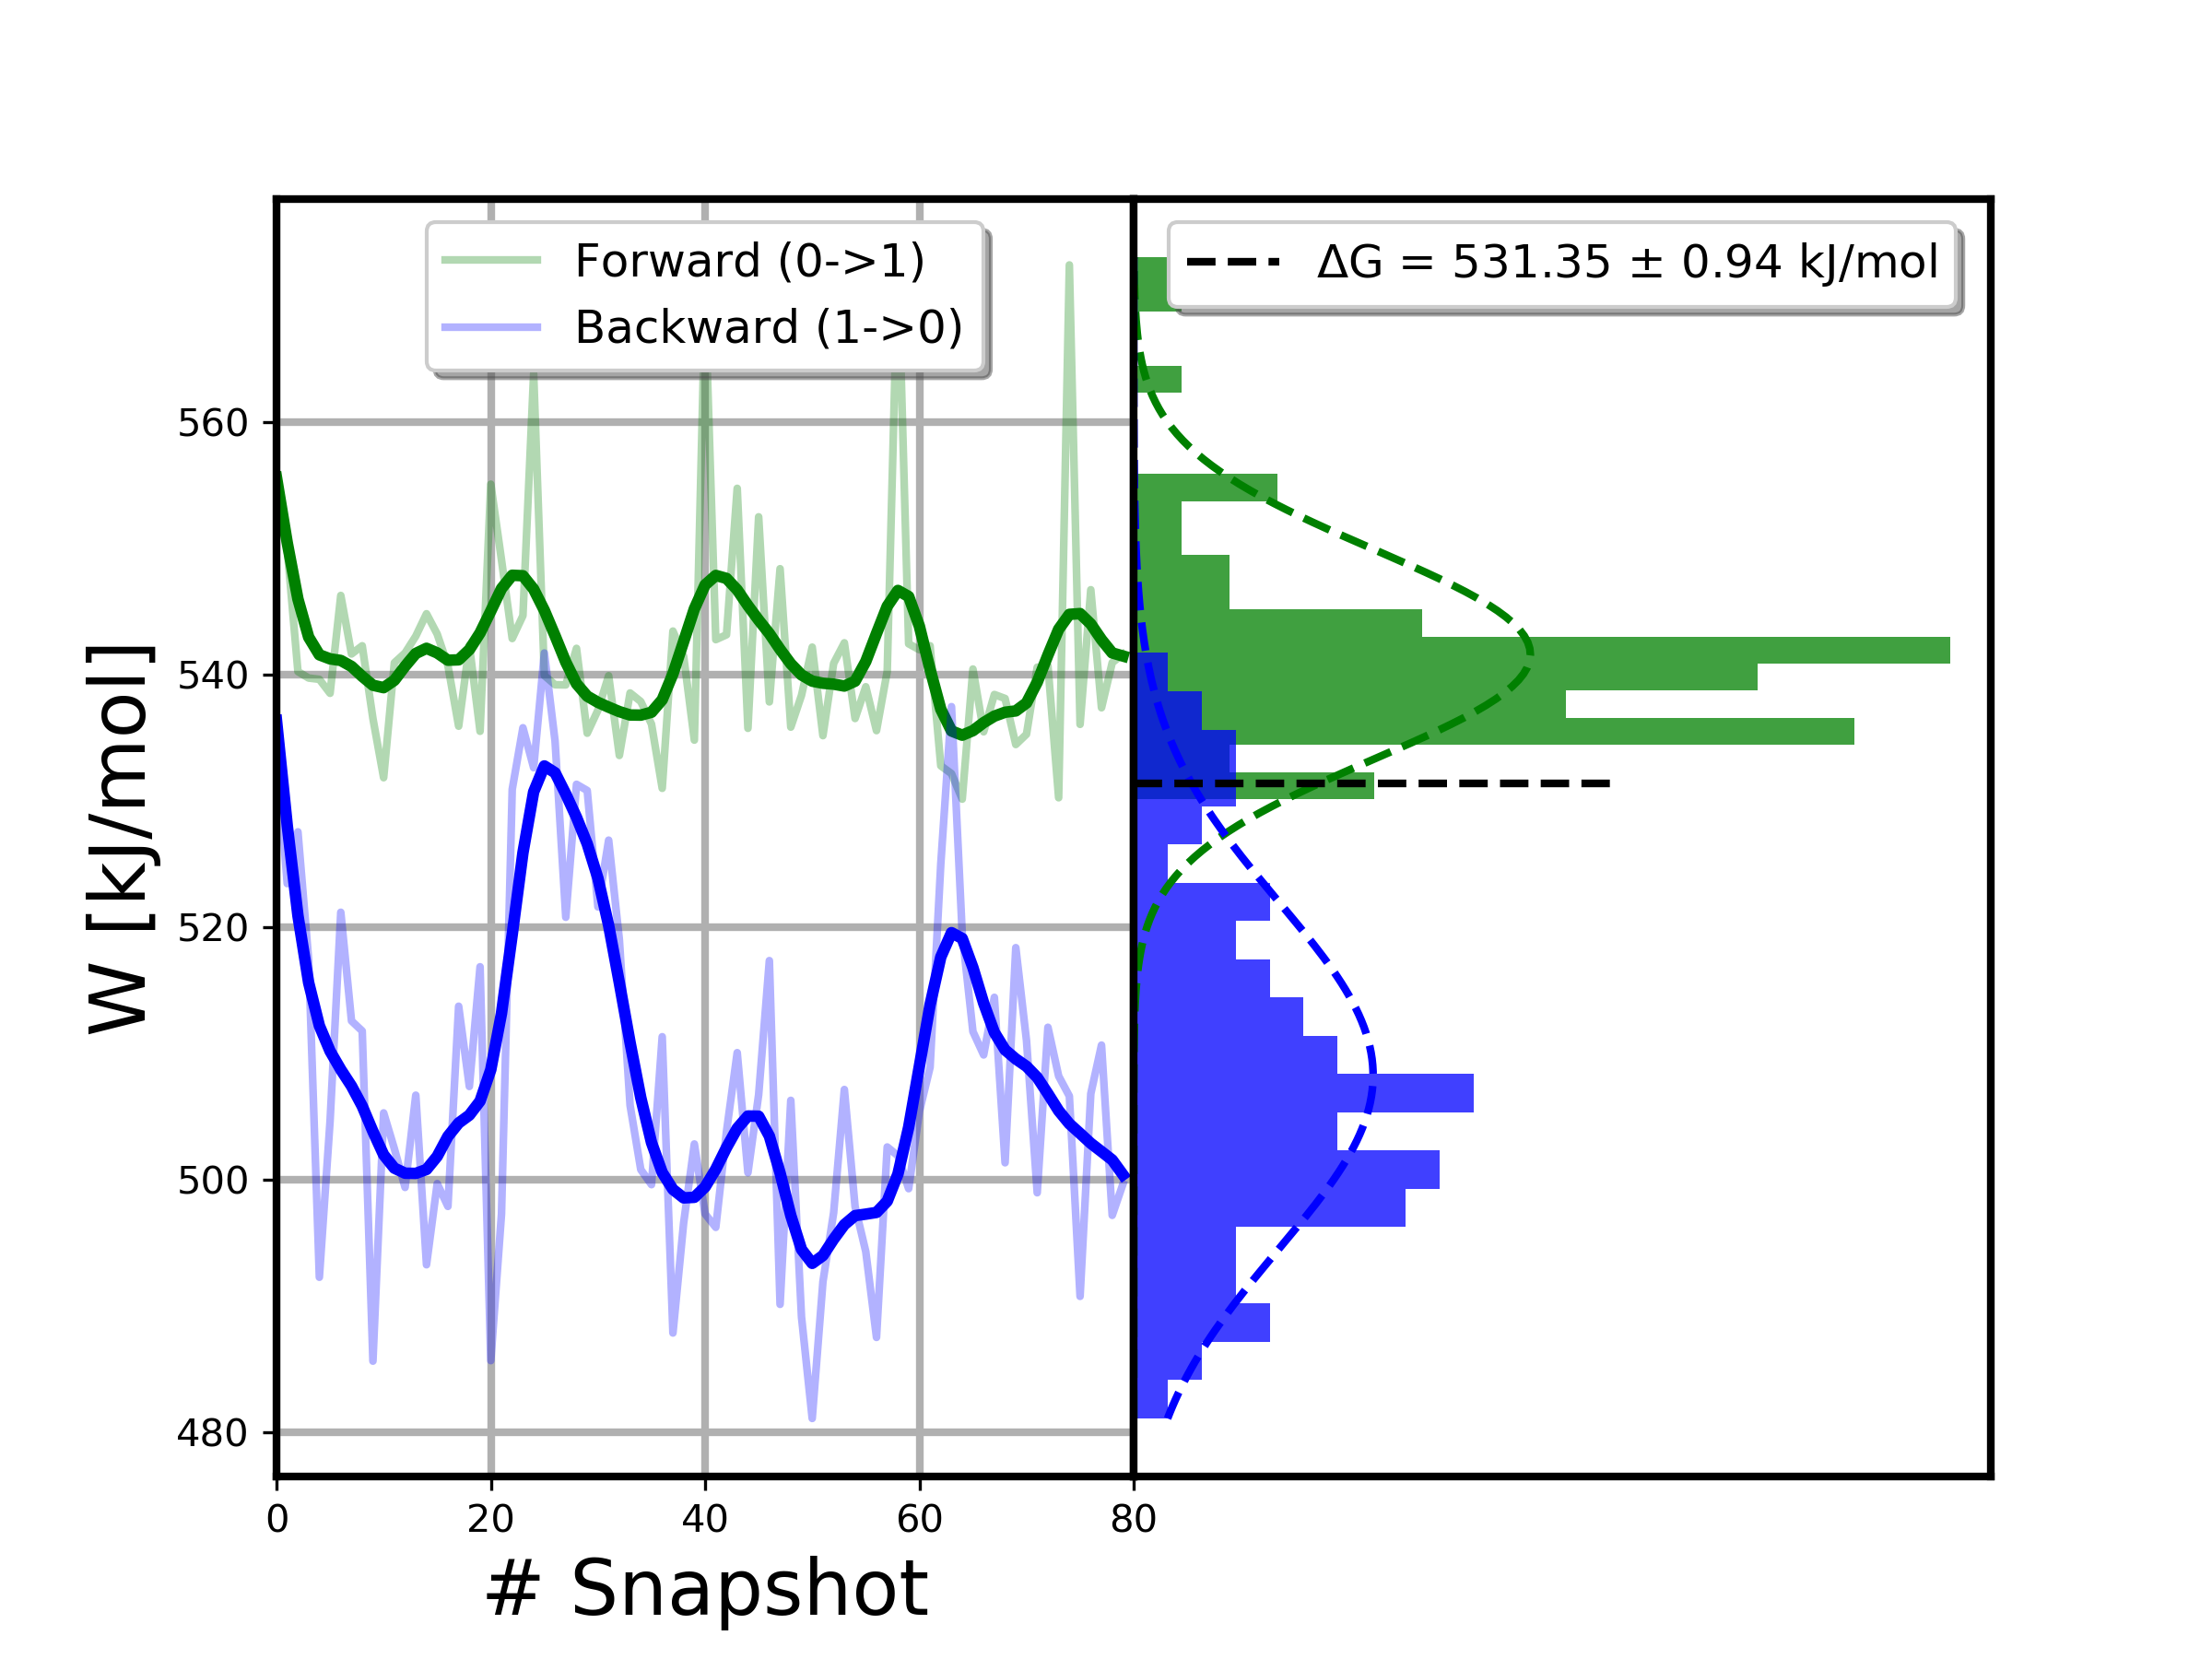 Forward (0->1)
Backward (1->0)
ΔG = 531.35 ± 0.94 kJ/mol
W [kJ/mol]
560
540
520
500
480
0 20 40 60 80
# Snapshot